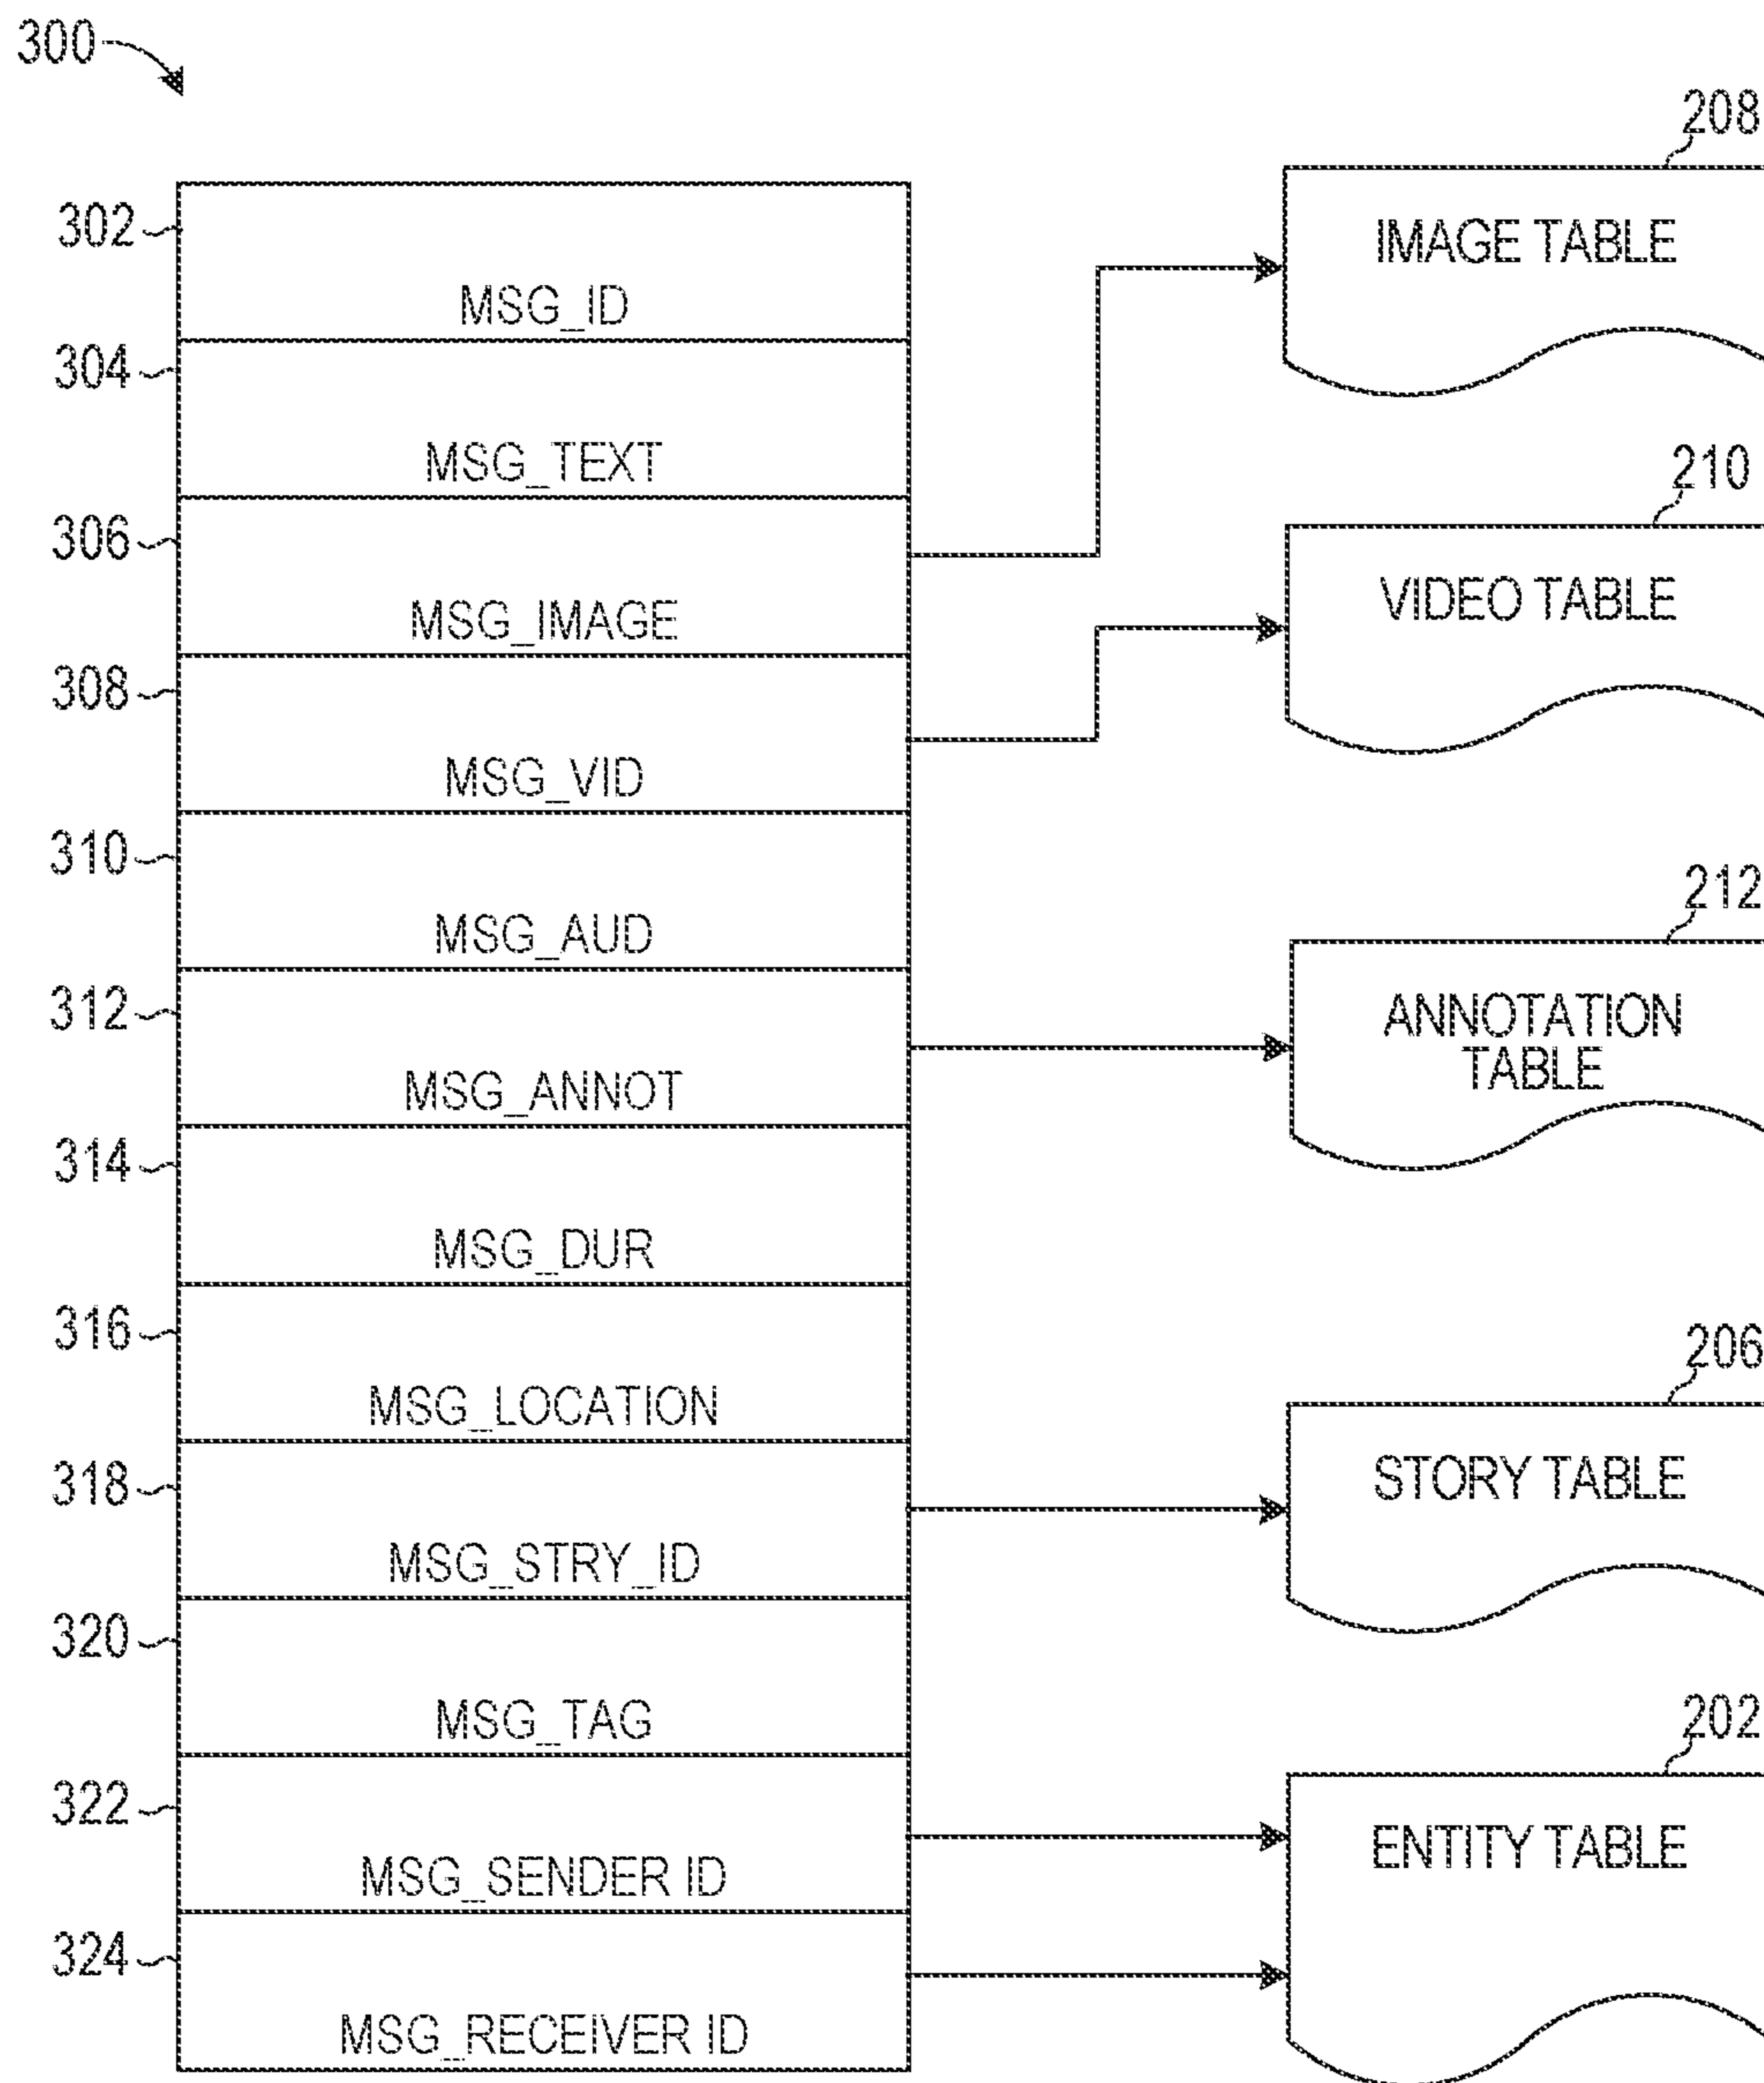 300
208
302
IMAGE TABLE
MSG_ID
304
MSG_TEXT
210
306
VIDEO TABLE
MSG_IMAGE
308
MSG_VID
310
212
MSG_AUD
312
ANNOTATION
TABLE
MSG_ANNOT
314
MSG_DUR
316
206
MSG_LOCATION
318
STORY TABLE
MSG_STRY_ID
320
202
MSG_TAG
322
ENTITY TABLE
MSG_SENDER ID
324
MSG_RECEIVER ID